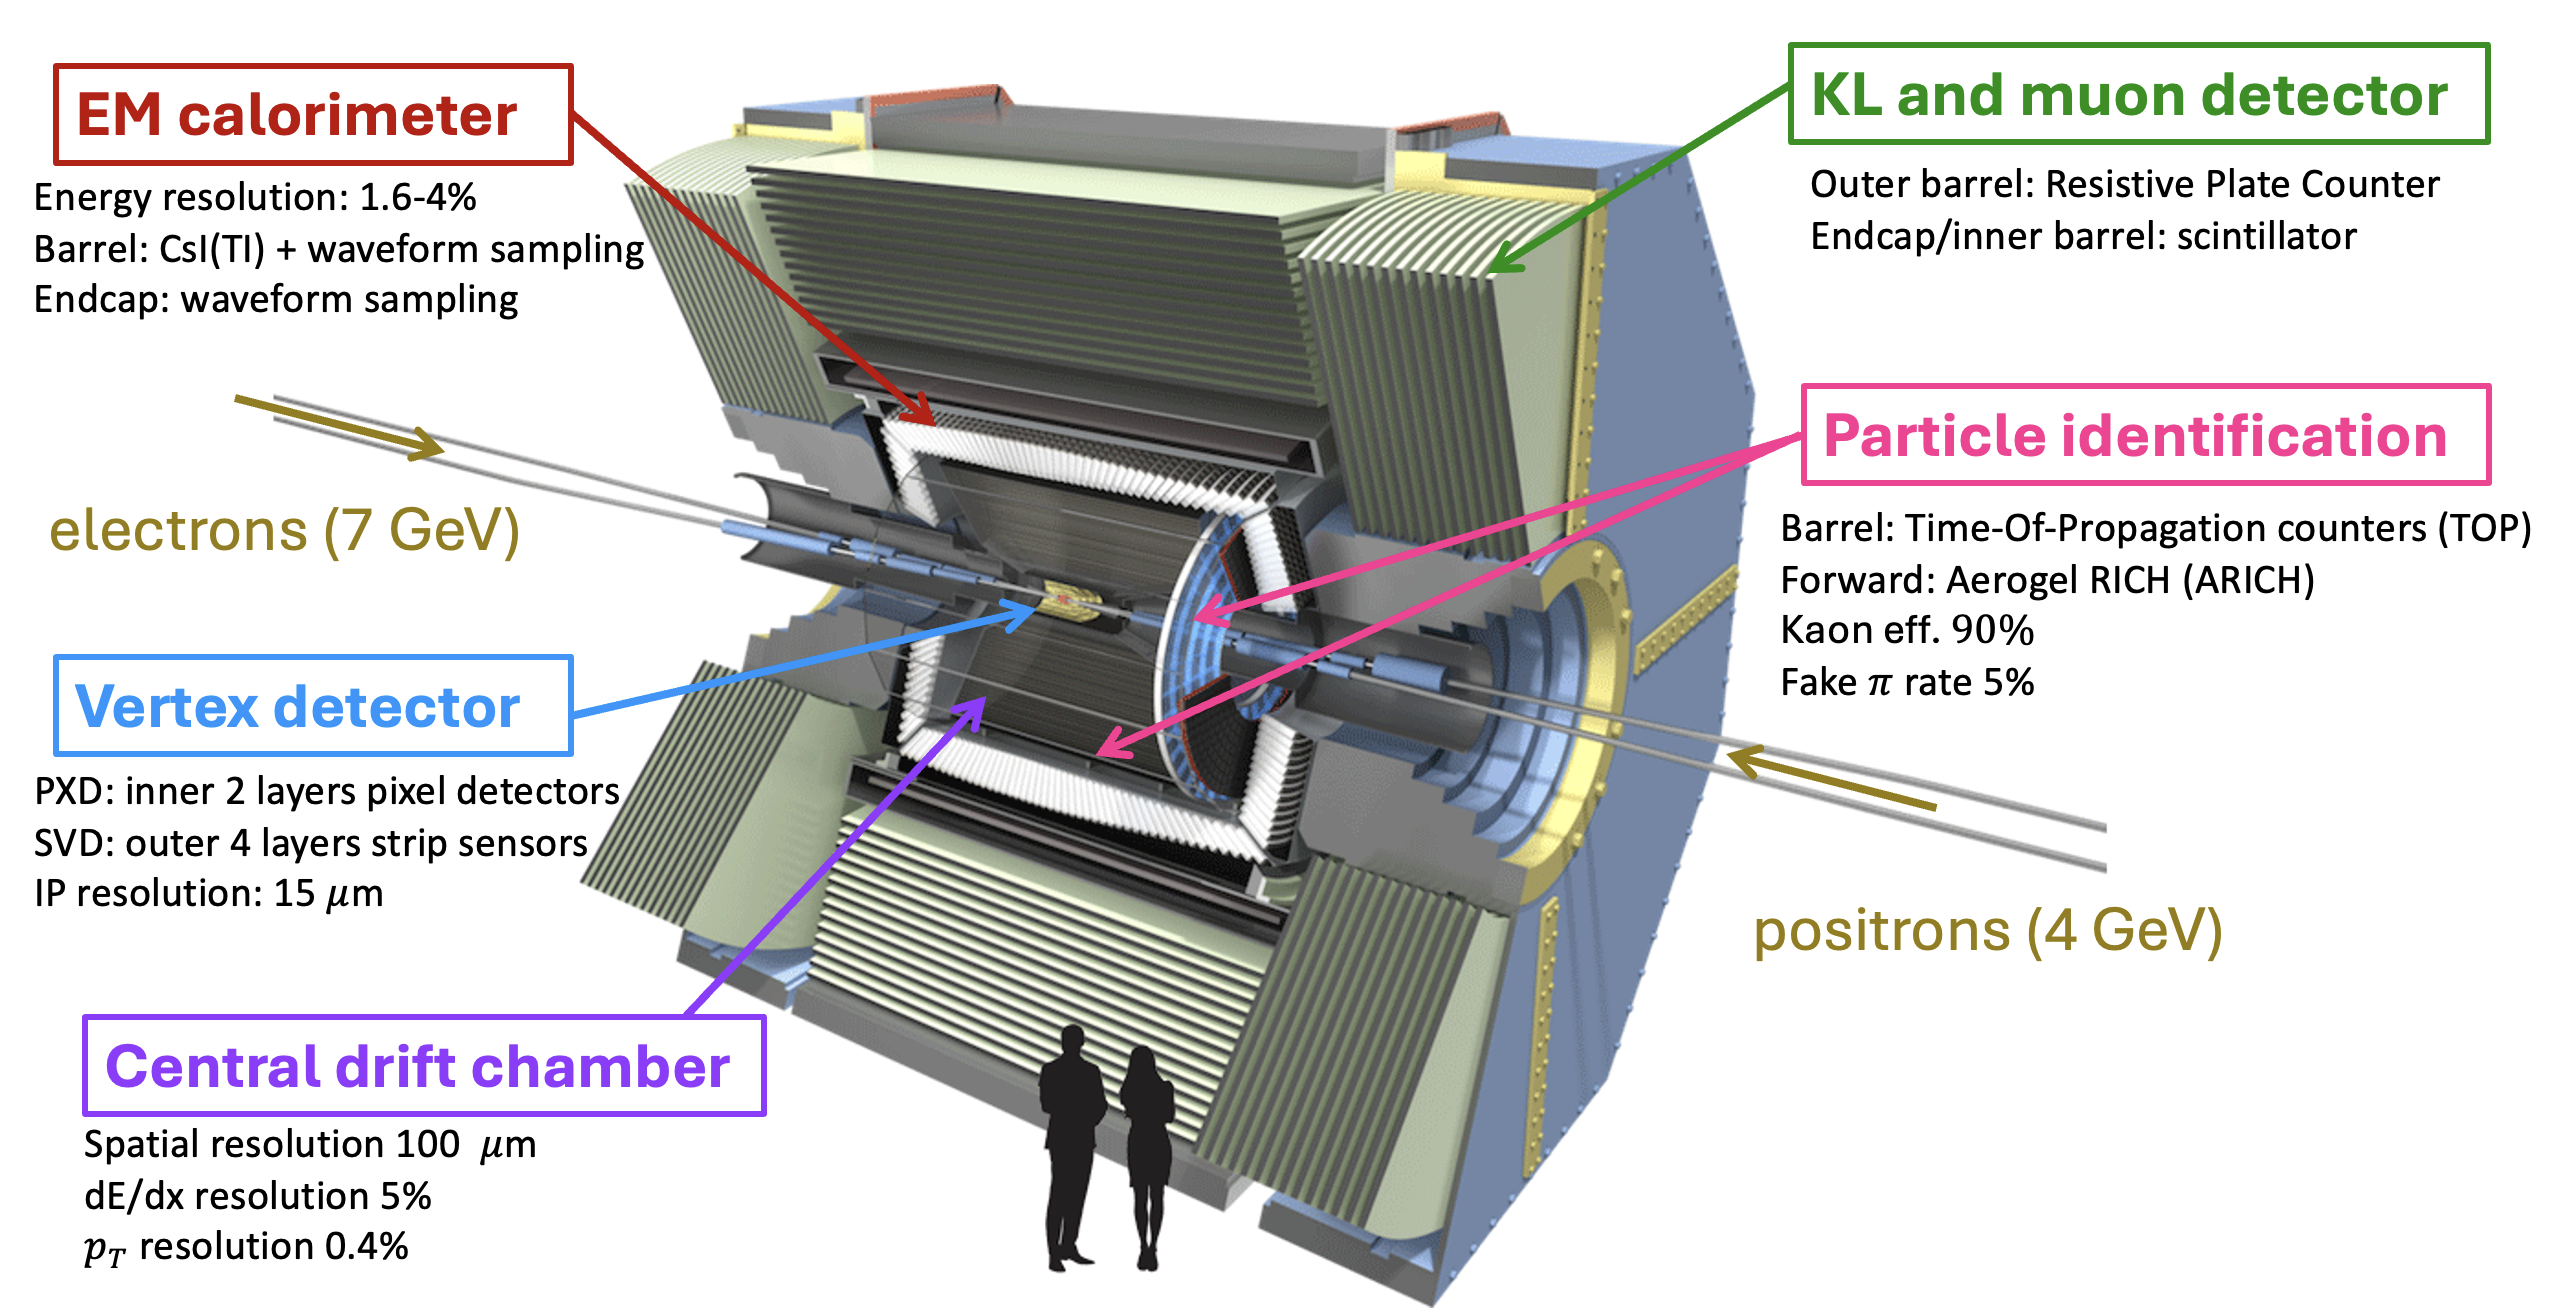 EM calorimeter
Energy resolution: 1.6-4%
Barrel: CsI(TI) + waveform sampling
Endcap: waveform sampling
electrons (7 GeV)
Vertex detector
PXD: inner 2 layers pixel detectors
SVD: outer 4 layers strip sensors
IP resolution: 15 𝜇m
Central drift chamber
Spatial resolution 100 𝜇m
dE/dx resolution 5%
𝑝𝑇 resolution 0.4%
KL and muon detector
Outer barrel: Resistive Plate Counter
Endcap/inner barrel: scintillator
Particle identification
Barrel: Time-Of-Propagation counters (TOP)
Forward: Aerogel RICH (ARICH)
Kaon eff. 90%
Fake 𝜋 rate 5%
positrons (4 GeV)